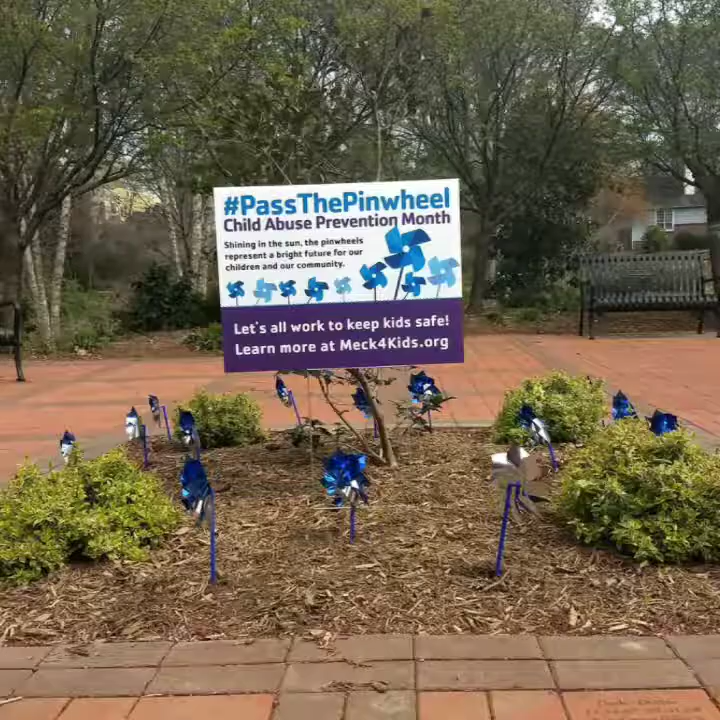 #PassThePinwheel
Child Abuse Prevention Month
Shining in the sun, the pinwheels
represent a bright future for our
children and our community.
Let's all work to keep kids safe!
Learn more at Meck4Kids.org